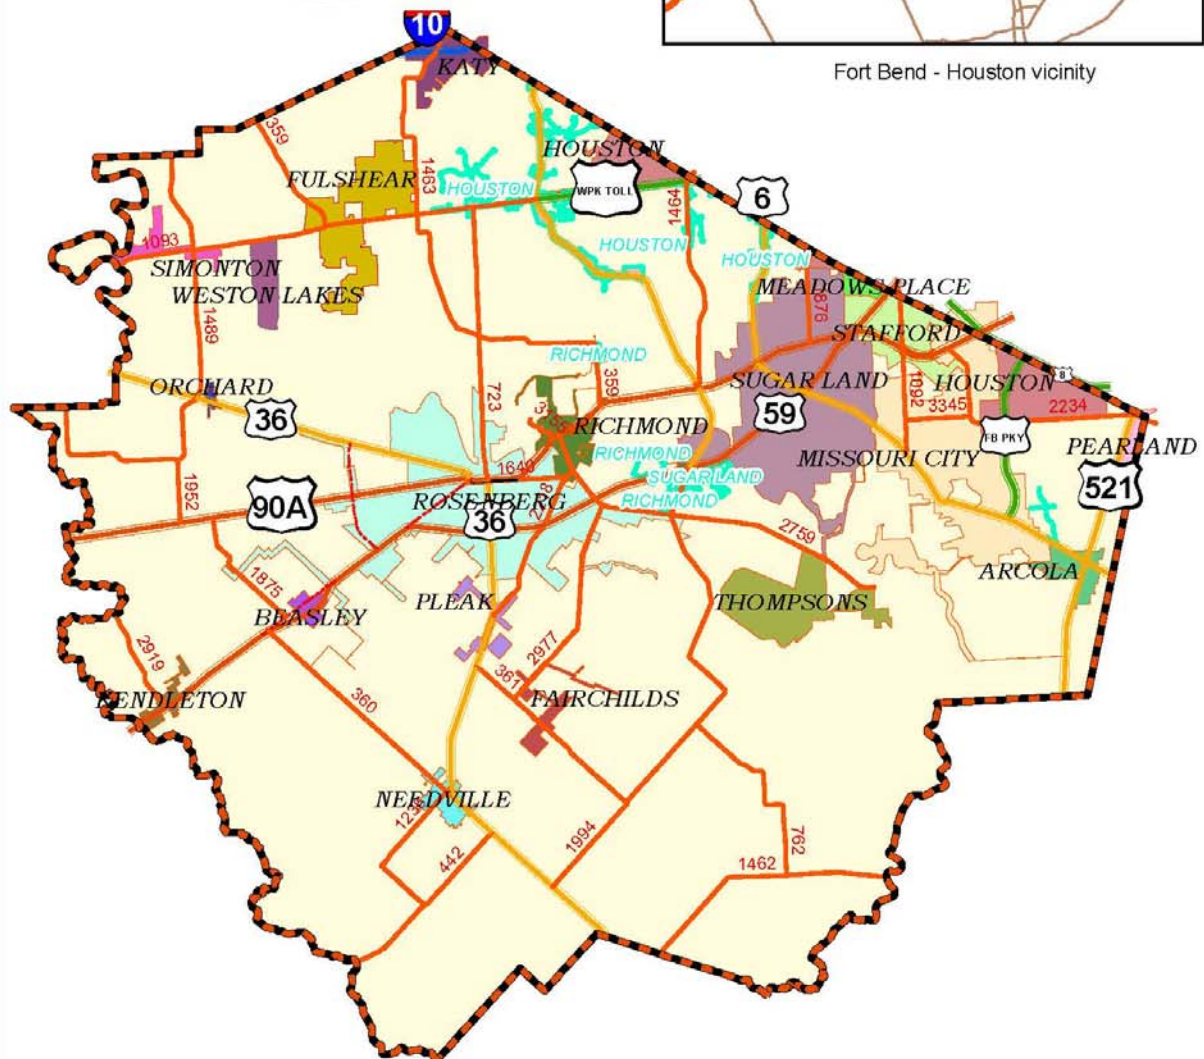 10
KATY
Fort Bend - Houston vicinity
359
HOUSTON
FULSHEAR
1463
HOUSTON
WPK TOLL
6
1464
1093
HOUSTON
HOUSTON
SIMONTON
WESTON LAKES
MEADOWS PLACE
876
1489
STAFFORD
RICHMOND
ORCHARD
723
359
SUGAR LAND
1092
HOUSTON
8
36
59
3345
2234
RICHMOND
FB PKY
PEARLAND
RICHMOND
MISSOURI CITY
1640
SUGAR LAND
521
1952
90A
ROSENBERG
RICHMOND
36
2759
1875
ARCOLA
BEASLEY
PLEAK
THOMPSONS
2919
2977
361
KENDLETON
360
FAIRCHILDS
NEEDVILLE
1994
442
762
1462